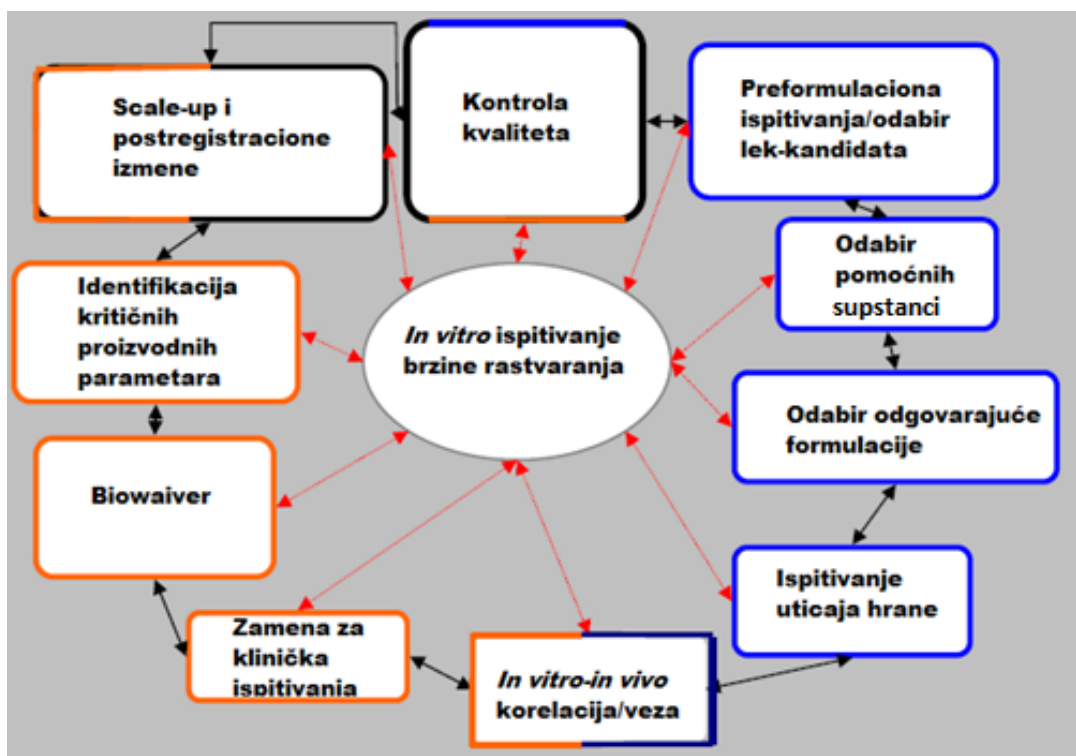 Scale-up i
postregistracione
izmene
Kontrola
kvaliteta
Preformulaciona
ispitivanja/odabir
lek-kandidata
Odabir
pomoćnih
supstanci
Identifikacija
kritičnih
proizvodnih
parametara
In vitro ispitivanje
brzine rastvaranja
Odabir odgovarajuće
formulacije
Biowaiver
Ispitivanje
uticaja hrane
Zamena za
klinička
ispitivanja
In vitro-in vivo
korelacija/veza